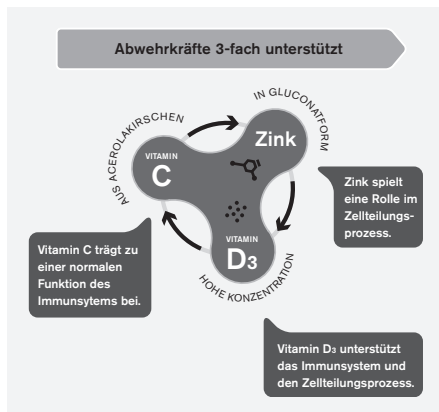 Abwehrkräfte 3-fach unterstützt
IN GLUCONATFORM
AUS ACEROLAKIRSCHEN
Zink
VITAMIN
C
Zink spielt
eine Rolle im
Zellteilungs-
prozess.
VITAMIN
D3
HOHE KONZENTRATION
Vitamin C trägt zu
einer normalen
Funktion des
Immunsytems bei.
Vitamin D3 unterstützt
das Immunsystem und
den Zellteilungsprozess.